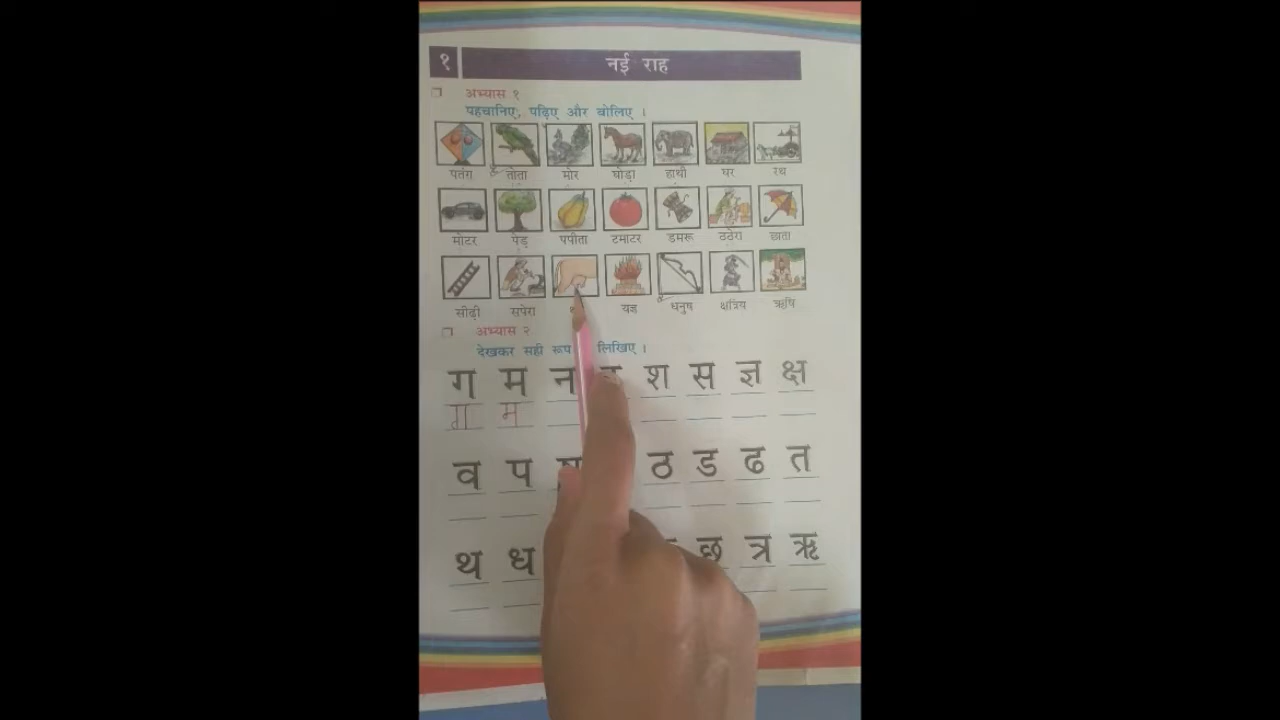 १ नई राह
अभ्यास १
पहचानिए, पढ़िए और बोलिए ।
पतंग तोता मोर घोड़ा हाथी घर रथ
मोटर पेड़ पपीता टमाटर डमरू ठठेरा छाता
सीढ़ी सपेरा यज्ञ धनुष क्षत्रिय ऋषि
अभ्यास २
देखकर सही रूप लिखिए ।
ग म न श स ज्ञ क्ष
ग म
व प ठ ड ढ त
थ ध छ त्र ऋ